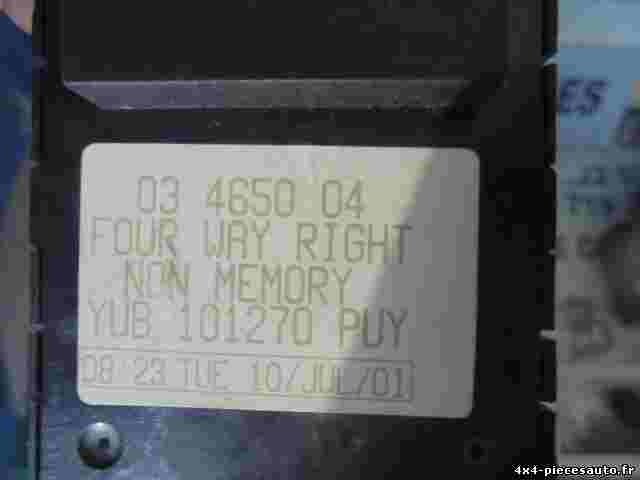 03 4650 04
FOUR WAY RIGHT
NON MEMORY
YUB 101270 PUY
08 23 TUE 10/JUL/01
ES
4x4-piecesauto.fr